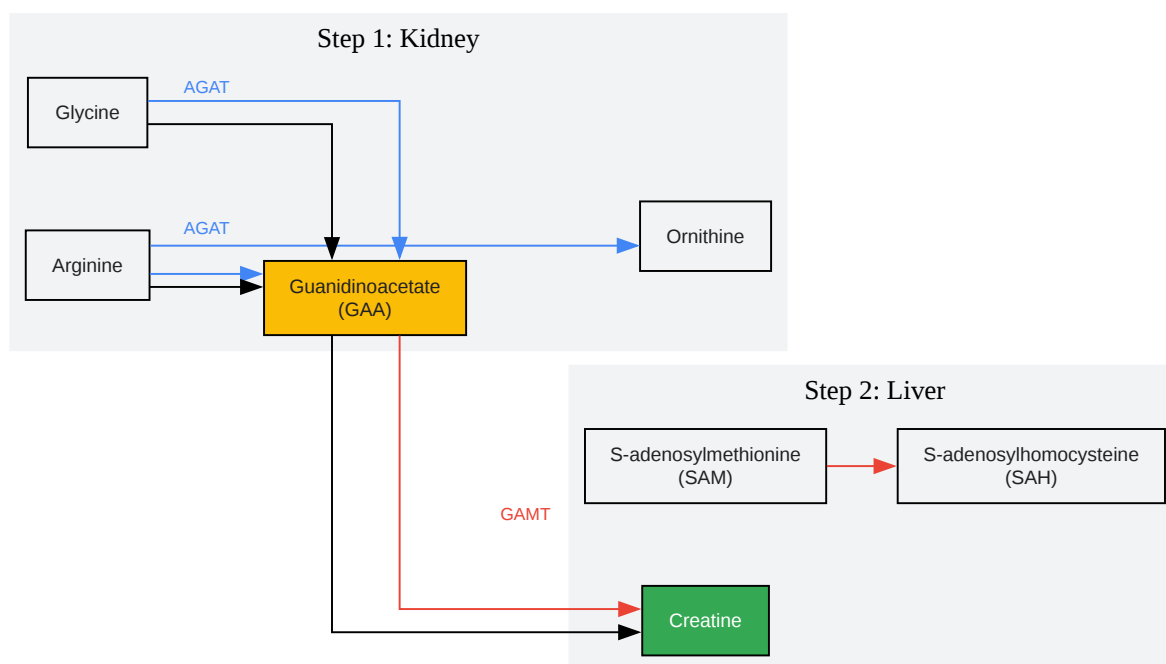 Step 1: Kidney
AGAT
Glycine
AGAT
Ornithine
Arginine
Guanidinoacetate
(GAA)
Step 2: Liver
S-adenosylmethionine
(SAM)
S-adenosylhomocysteine
(SAH)
GAMT
Creatine